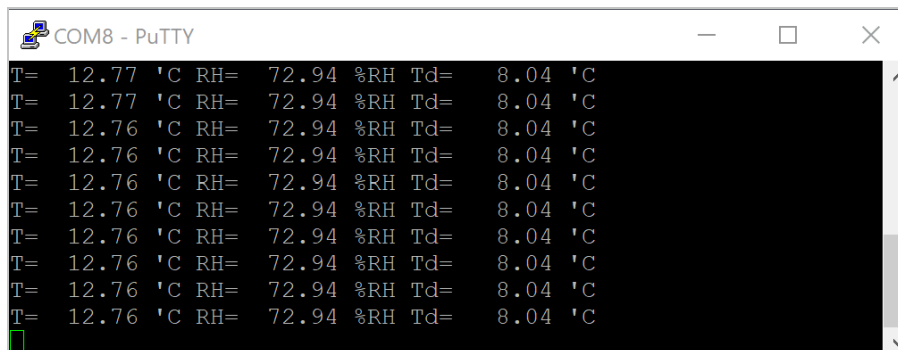 COM8 - PuTTY
T=  12.77 'C RH=  72.94 %RH Td=   8.04 'C
T=  12.77 'C RH=  72.94 %RH Td=   8.04 'C
T=  12.76 'C RH=  72.94 %RH Td=   8.04 'C
T=  12.76 'C RH=  72.94 %RH Td=   8.04 'C
T=  12.76 'C RH=  72.94 %RH Td=   8.04 'C
T=  12.76 'C RH=  72.94 %RH Td=   8.04 'C
T=  12.76 'C RH=  72.94 %RH Td=   8.04 'C
T=  12.76 'C RH=  72.94 %RH Td=   8.04 'C
T=  12.76 'C RH=  72.94 %RH Td=   8.04 'C
T=  12.76 'C RH=  72.94 %RH Td=   8.04 'C